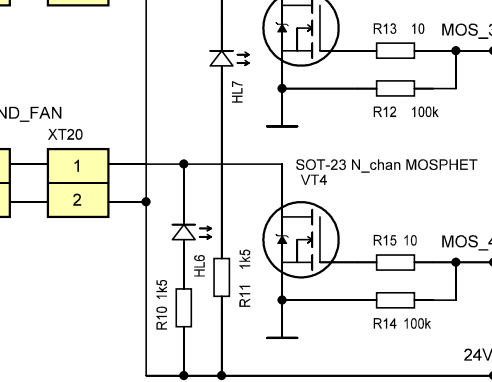 R13 10 MOS_3
HL7
R12 100k
ND_FAN
XT20
1
SOT-23 N_chan MOSPHET
VT4
2
HL6
R15 10 MOS_4
R10 1k5
R11 1k5
R14 100k
24V